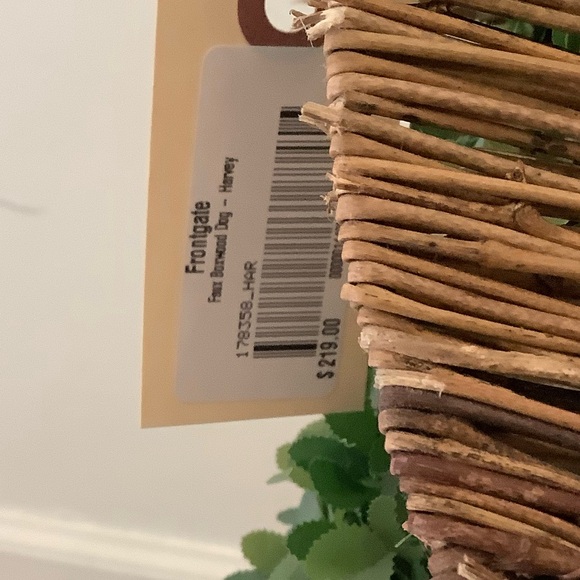 Frontgate
Faux Boxwood Dog - Harvey
178358_HAR
$219.00